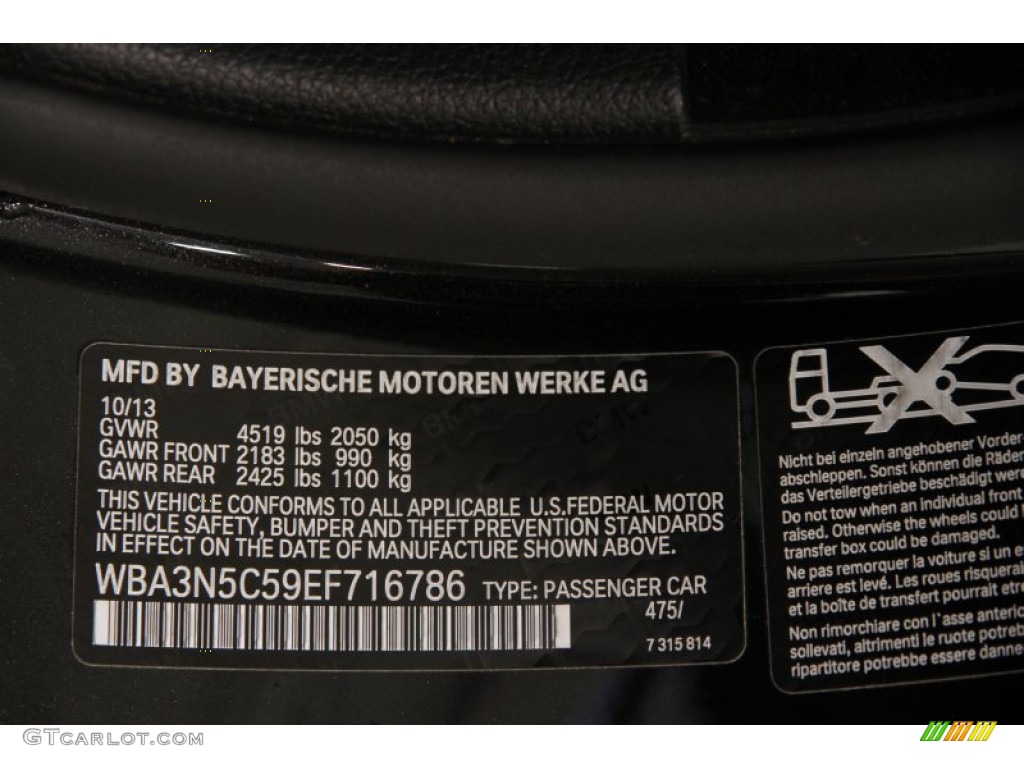 MFD BY BAYERISCHE MOTOREN WERKE AG
10/13
GVWR 4519 lbs 2050 kg
GAWR FRONT 2183 lbs 990 kg
GAWR REAR 2425 lbs 1100 kg
THIS VEHICLE CONFORMS TO ALL APPLICABLE U.S.FEDERAL MOTOR
VEHICLE SAFETY, BUMPER AND THEFT PREVENTION STANDARDS
IN EFFECT ON THE DATE OF MANUFACTURE SHOWN ABOVE.
WBA3N5C59EF716786 TYPE: PASSENGER CAR
475/
7 315 814
Nicht bei einzeln angehobener Vorder
abschleppen. Sonst können die Räder
das Verteilergetriebe beschädigt were
Do not tow when an individual front
raised. Otherwise the wheels could
transfer box could be damaged.
Ne pas remorquer la voiture si un e
arriere est levé. Les roues risquerai
et la boîte de transfert pourrait etre
Non rimorchiare con l'asse anterio
sollevati, altrimenti le ruote potreb
ripartitore potrebbe essere danne
GTCARLOT.COM